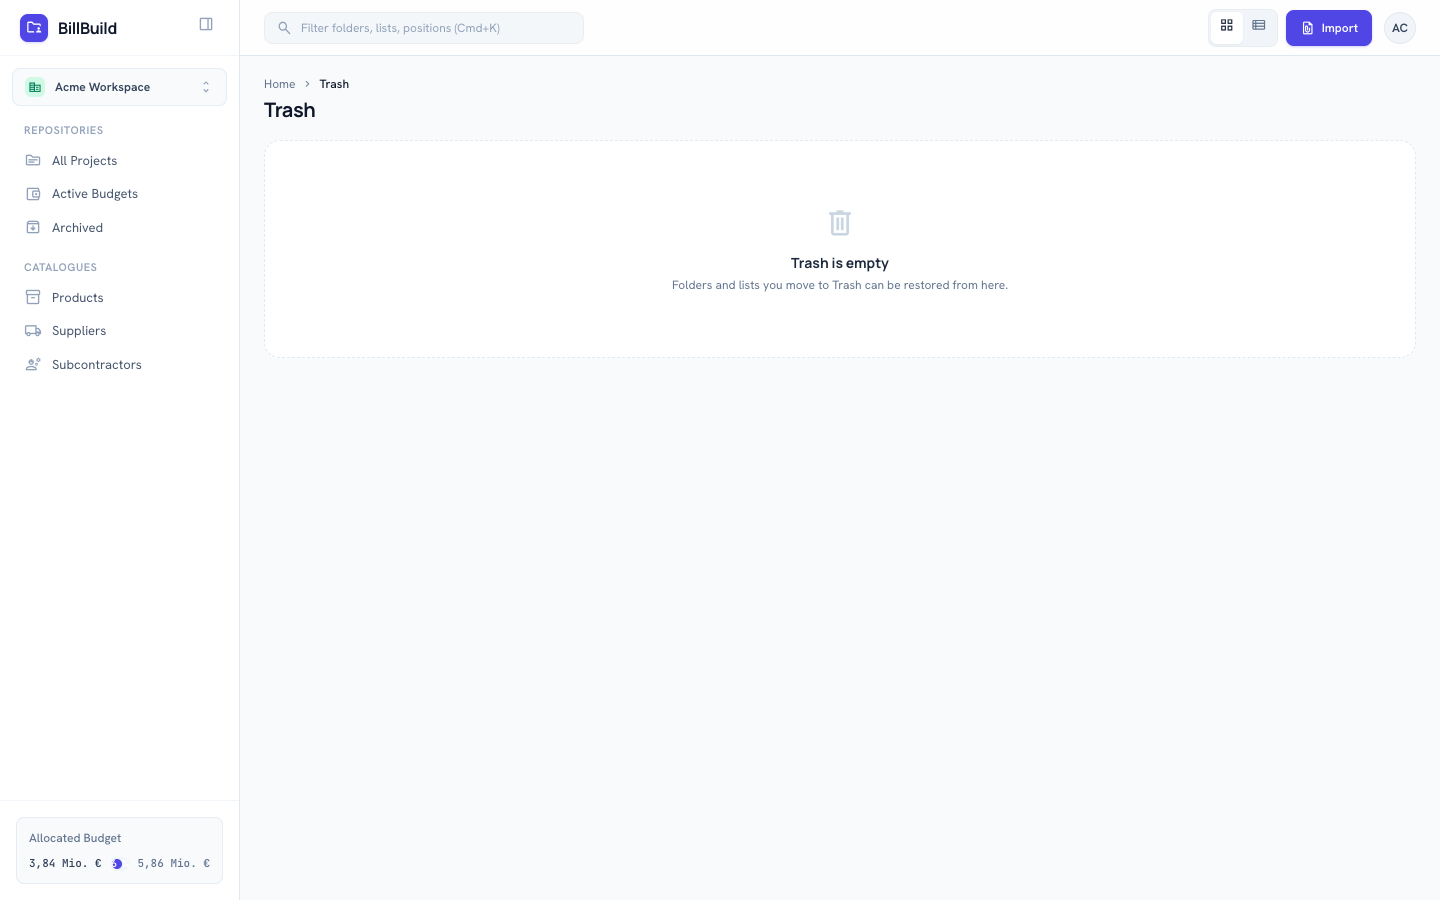 BillBuild
Filter folders, lists, positions (Cmd+K)
Import
AC
Acme Workspace
REPOSITORIES
All Projects
Active Budgets
Archived
CATALOGUES
Products
Suppliers
Subcontractors
Allocated Budget
3,84 Mio. € 5,86 Mio. €
Home > Trash
Trash
Trash is empty
Folders and lists you move to Trash can be restored from here.